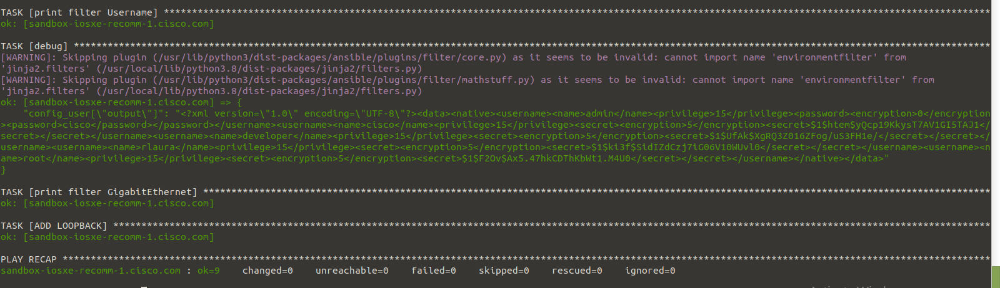 TASK [print filter Username] ***************************************************************************************************************************************************
ok: [sandbox-iosxe-recomm-1.cisco.com]
TASK [debug] *******************************************************************************************************************************************************************
[WARNING]: Skipping plugin (/usr/lib/python3/dist-packages/ansible/plugins/filter/core.py) as it seems to be invalid: cannot import name 'environmentfilter' from
'jinja2.filters' (/usr/local/lib/python3.8/dist-packages/jinja2/filters.py)
[WARNING]: Skipping plugin (/usr/lib/python3/dist-packages/ansible/plugins/filter/mathstuff.py) as it seems to be invalid: cannot import name 'environmentfilter' from
'jinja2.filters' (/usr/local/lib/python3.8/dist-packages/jinja2/filters.py)
ok: [sandbox-iosxe-recomm-1.cisco.com] => {
    "config_user[\"output\"]": "<?xml version=\"1.0\" encoding=\"UTF-8\"?><data><native><username><name>admin</name><privilege>15</privilege><password><encryption>0</encryption
><password>cisco</password></password></username><username><name>cisco</name><privilege>15</privilege><secret><encryption>5</encryption><secret>$1$htem$yQcp19KkysT7AV1GI5TAJ1</
secret></secret></username><username><name>developer</name><privilege>15</privilege><secret><encryption>5</encryption><secret>$1$UfAk$XgRQ3Z016ZFog/uS3FH1e/</secret></secret></
username><username><name>rlaura</name><privilege>15</privilege><secret><encryption>5</encryption><secret>$1$ki3f$SidIZdCzj7iG06V10WUvl0</secret></secret></username><username><n
ame>root</name><privilege>15</privilege><secret><encryption>5</encryption><secret>$1$F2Ov$Ax5.47hkCDThKbWt1.M4U0</secret></secret></username></native></data>"
}
TASK [print filter GigabitEthernet] ********************************************************************************************************************************************
ok: [sandbox-iosxe-recomm-1.cisco.com]
TASK [ADD LOOPBACK] ************************************************************************************************************************************************************
ok: [sandbox-iosxe-recomm-1.cisco.com]
PLAY RECAP *********************************************************************************************************************************************************************
sandbox-iosxe-recomm-1.cisco.com : ok=9    changed=0    unreachable=0    failed=0    skipped=0    rescued=0    ignored=0